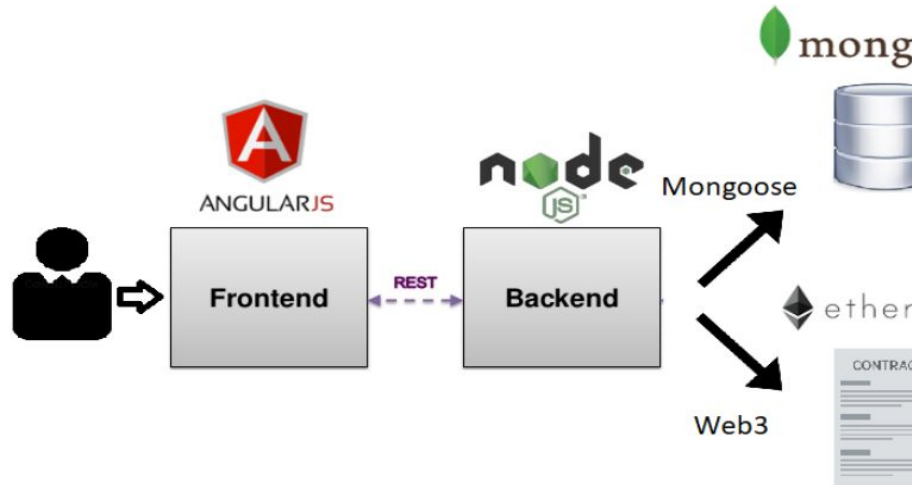 mong
ANGULARJS
node
JS
Mongoose
Frontend
REST
Backend
ether
CONTRAC
Web3